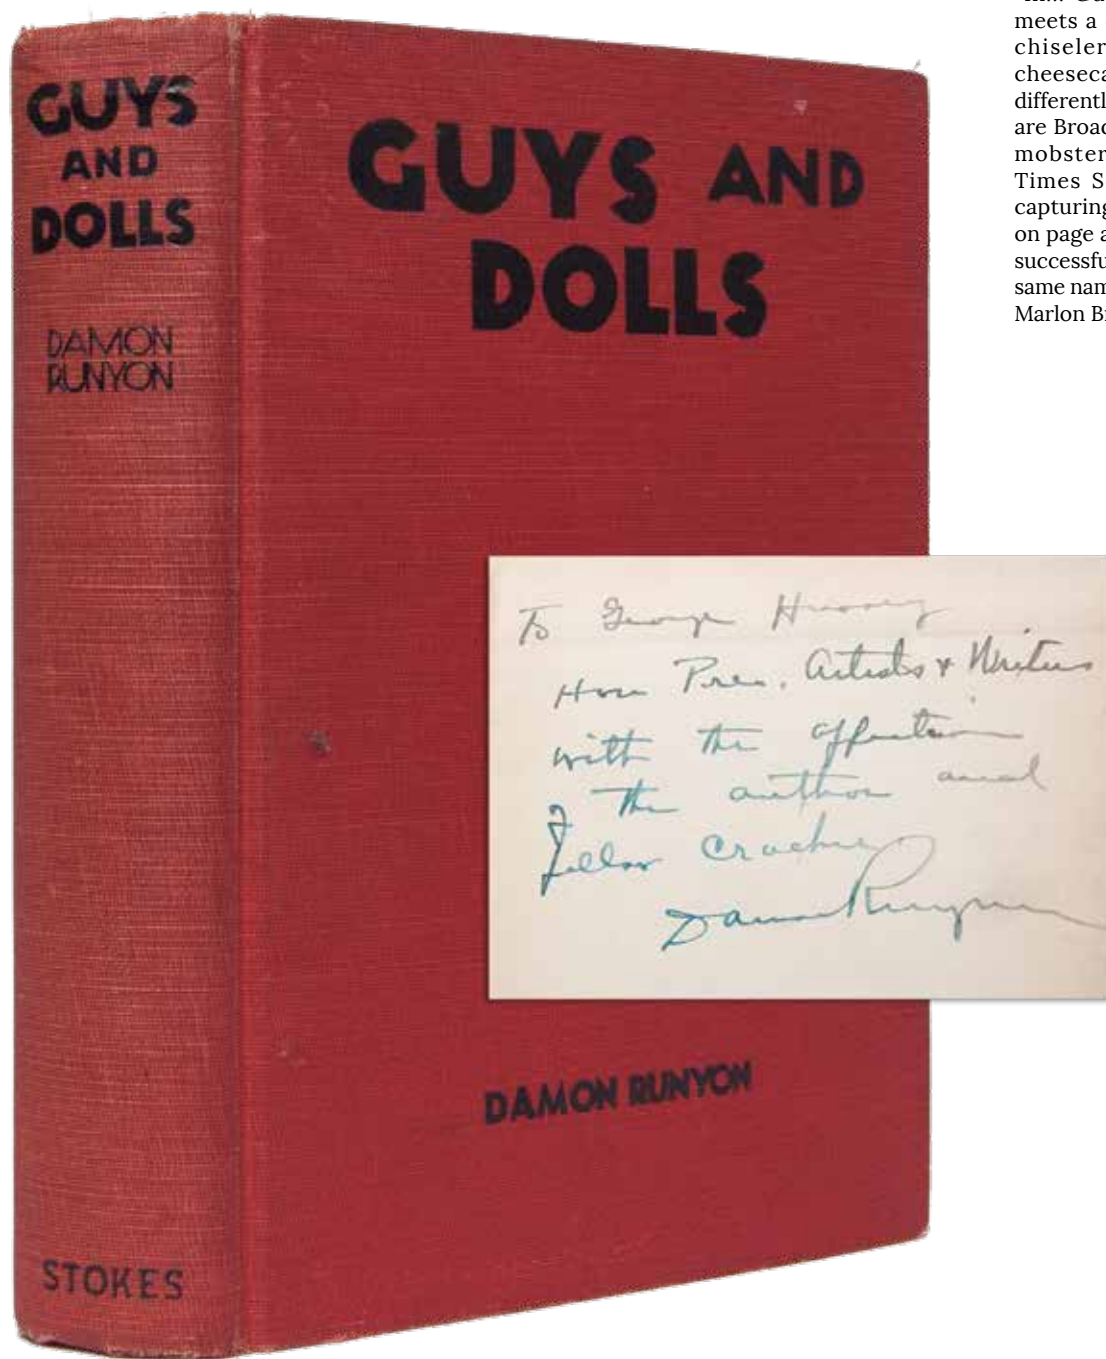 GUYS
AND
DOLLS
DAMON
RUNYON
STOKES
GUYS AND
DOLLS
DAMON RUNYON
To George
Hon Pres. Artists & Writers
with the affection
of the author and
fellow
Damon Runyon
meets a
chiseler
cheeseca
differentl
are Broad
mobster
Times S
capturing
on page a
successfu
same nam
Marlon Br